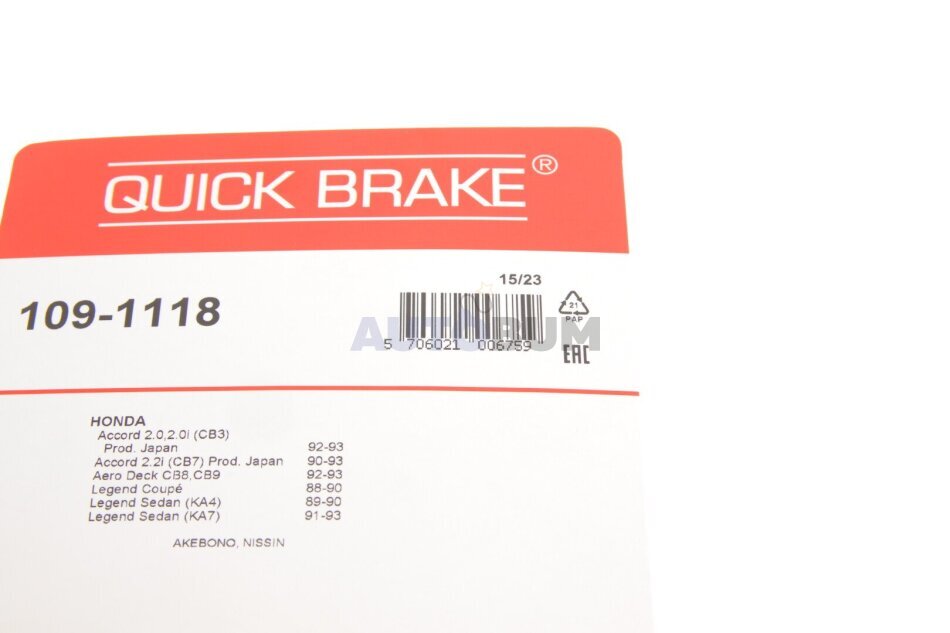 QUICK BRAKE®
15/23
109-1118
21
PAP
AUTOBUM
5 706021 006759
EAC
HONDA
Accord 2.0,2.0i (CB3)
Prod. Japan 92-93
Accord 2.2i (CB7) Prod. Japan 90-93
Aero Deck CB8,CB9 92-93
Legend Coupé 88-90
Legend Sedan (KA4) 89-90
Legend Sedan (KA7) 91-93
AKEBONO, NISSIN